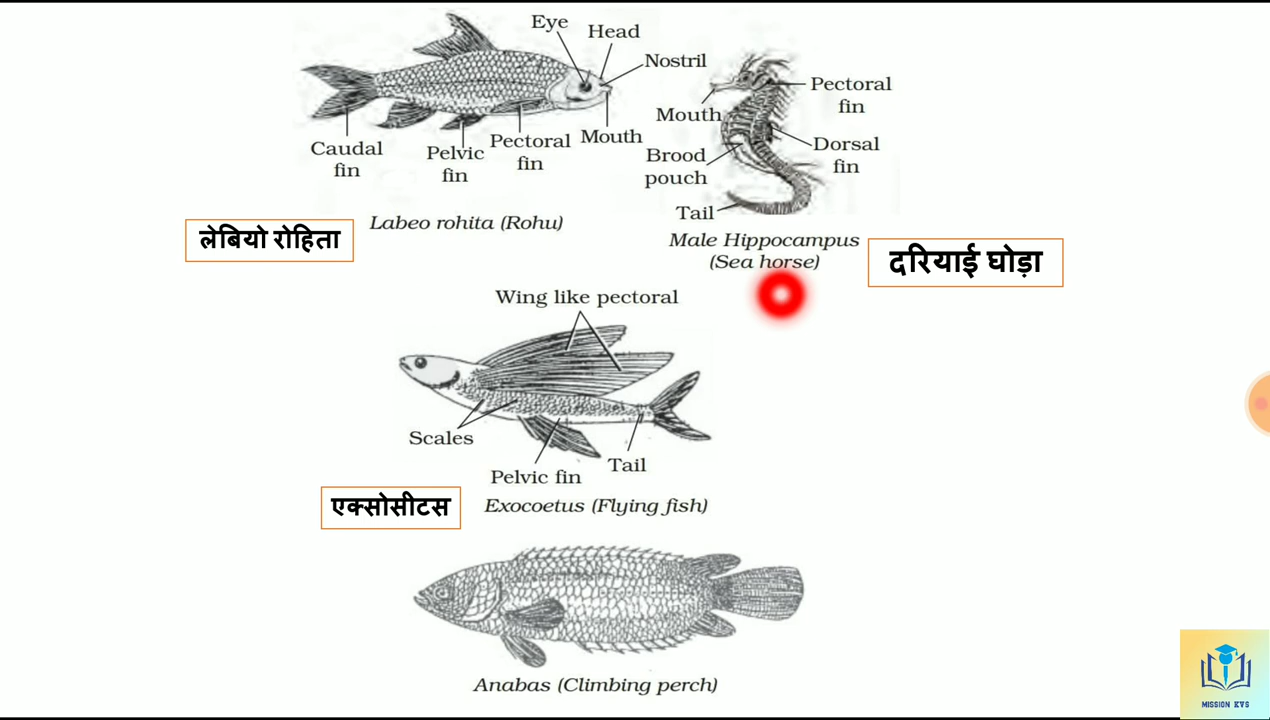 Eye
Head
Nostril
Mouth
Pectoral
fin
Pelvic
fin
Caudal
fin
Labeo rohita (Rohu)
लेबियो रोहिता
Pectoral
fin
Mouth
Dorsal
fin
Brood
pouch
Tail
Male Hippocampus
(Sea horse)
दरियाई घोड़ा
Wing like pectoral
Scales
Tail
Pelvic fin
एक्सोसीटस
Exocoetus (Flying fish)
Anabas (Climbing perch)
MISSION KVS